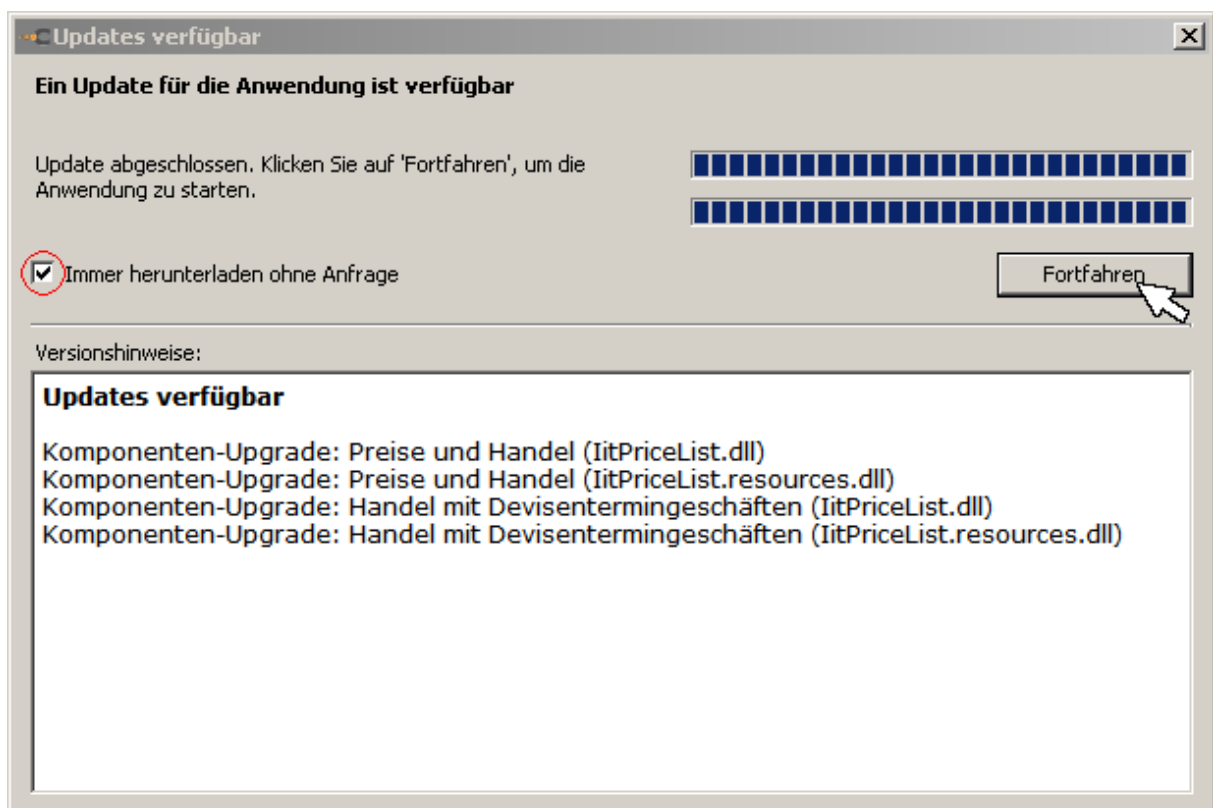 Updates verfügbar
Ein Update für die Anwendung ist verfügbar
Update abgeschlossen. Klicken Sie auf 'Fortfahren', um die
Anwendung zu starten.
Immer herunterladen ohne Anfrage
Fortfahren
Versionshinweise:
Updates verfügbar
Komponenten-Upgrade: Preise und Handel (IitPriceList.dll)
Komponenten-Upgrade: Preise und Handel (IitPriceList.resources.dll)
Komponenten-Upgrade: Handel mit Devisentermingeschäften (IitPriceList.dll)
Komponenten-Upgrade: Handel mit Devisentermingeschäften (IitPriceList.resources.dll)